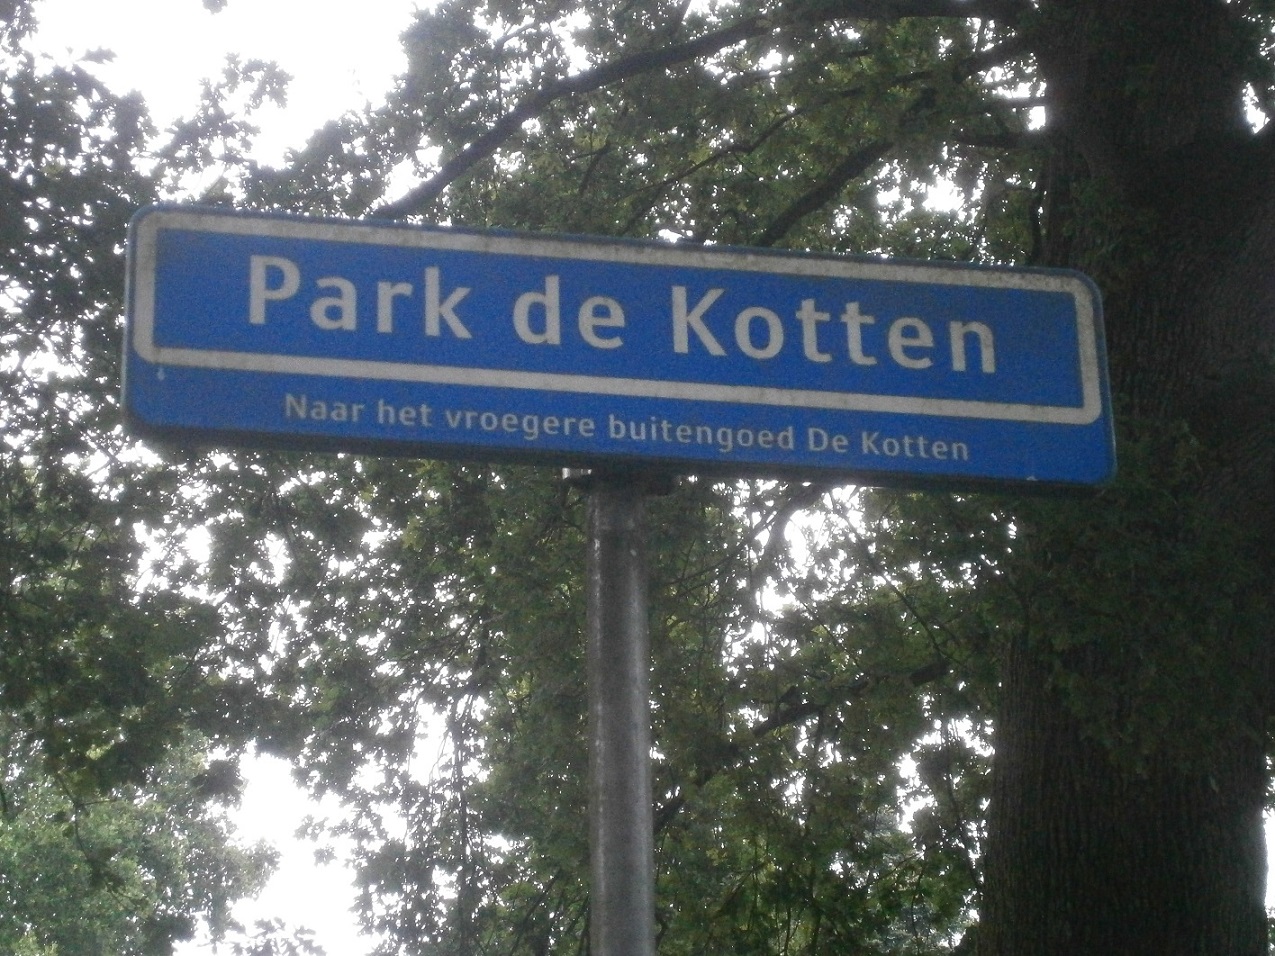 Park de Kotten
Naar het vroegere buitengoed De Kotten